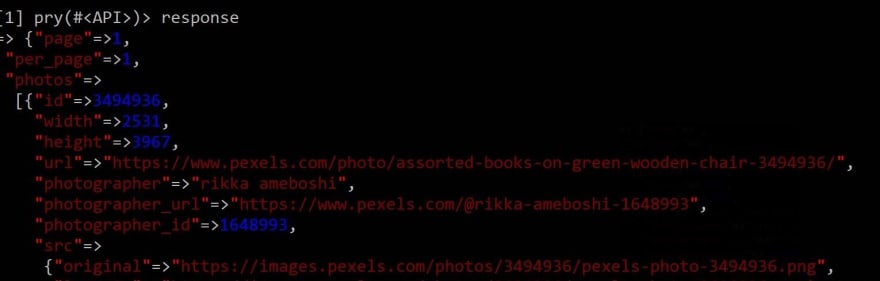 [1] pry(#<API>)> response
=> {"page"=>1,
"per_page"=>1,
"photos"=>
[{"id"=>3494936,
"width"=>2531,
"height"=>3967,
"url"=>"https://www.pexels.com/photo/assorted-books-on-green-wooden-chair-3494936/",
"photographer"=>"rikka ameboshi",
"photographer_url"=>"https://www.pexels.com/@rikka-ameboshi-1648993",
"photographer_id"=>1648993,
"src"=>
{"original"=>"https://images.pexels.com/photos/3494936/pexels-photo-3494936.png",